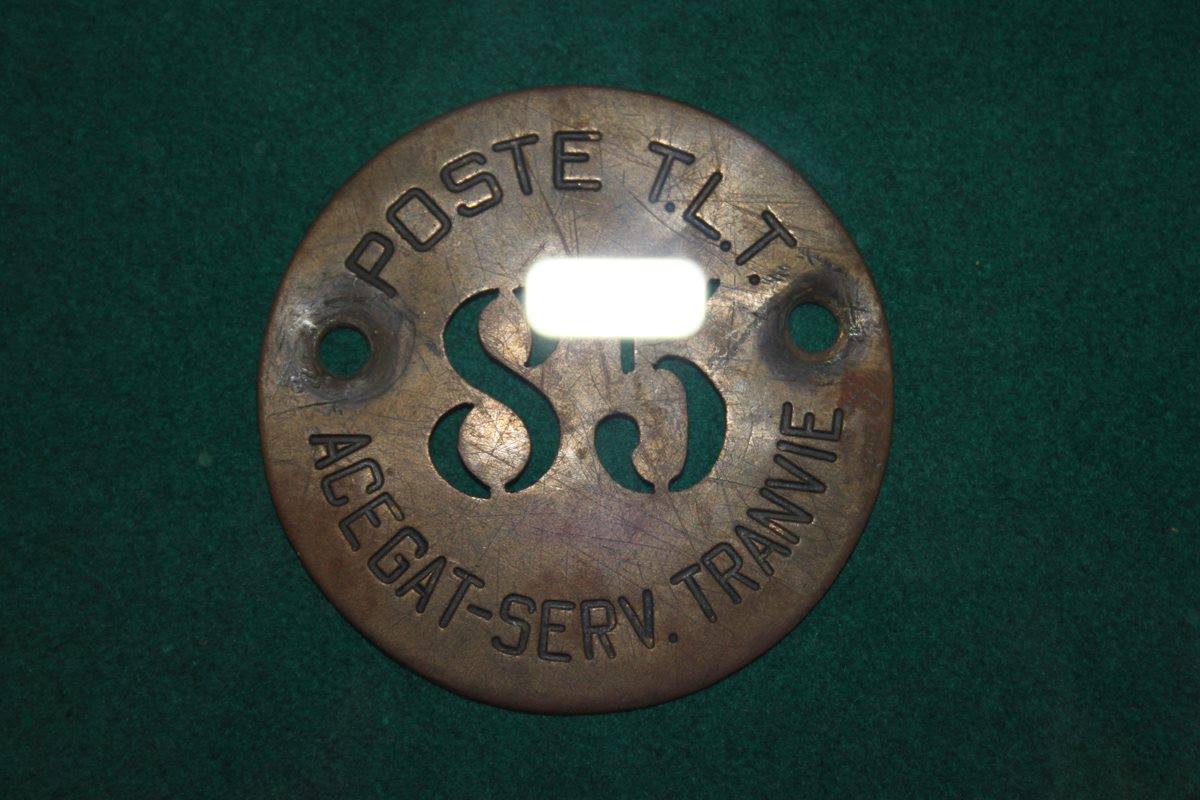 POSTE T.L.T.
85
ACEGAT-SERV. TRANVIE